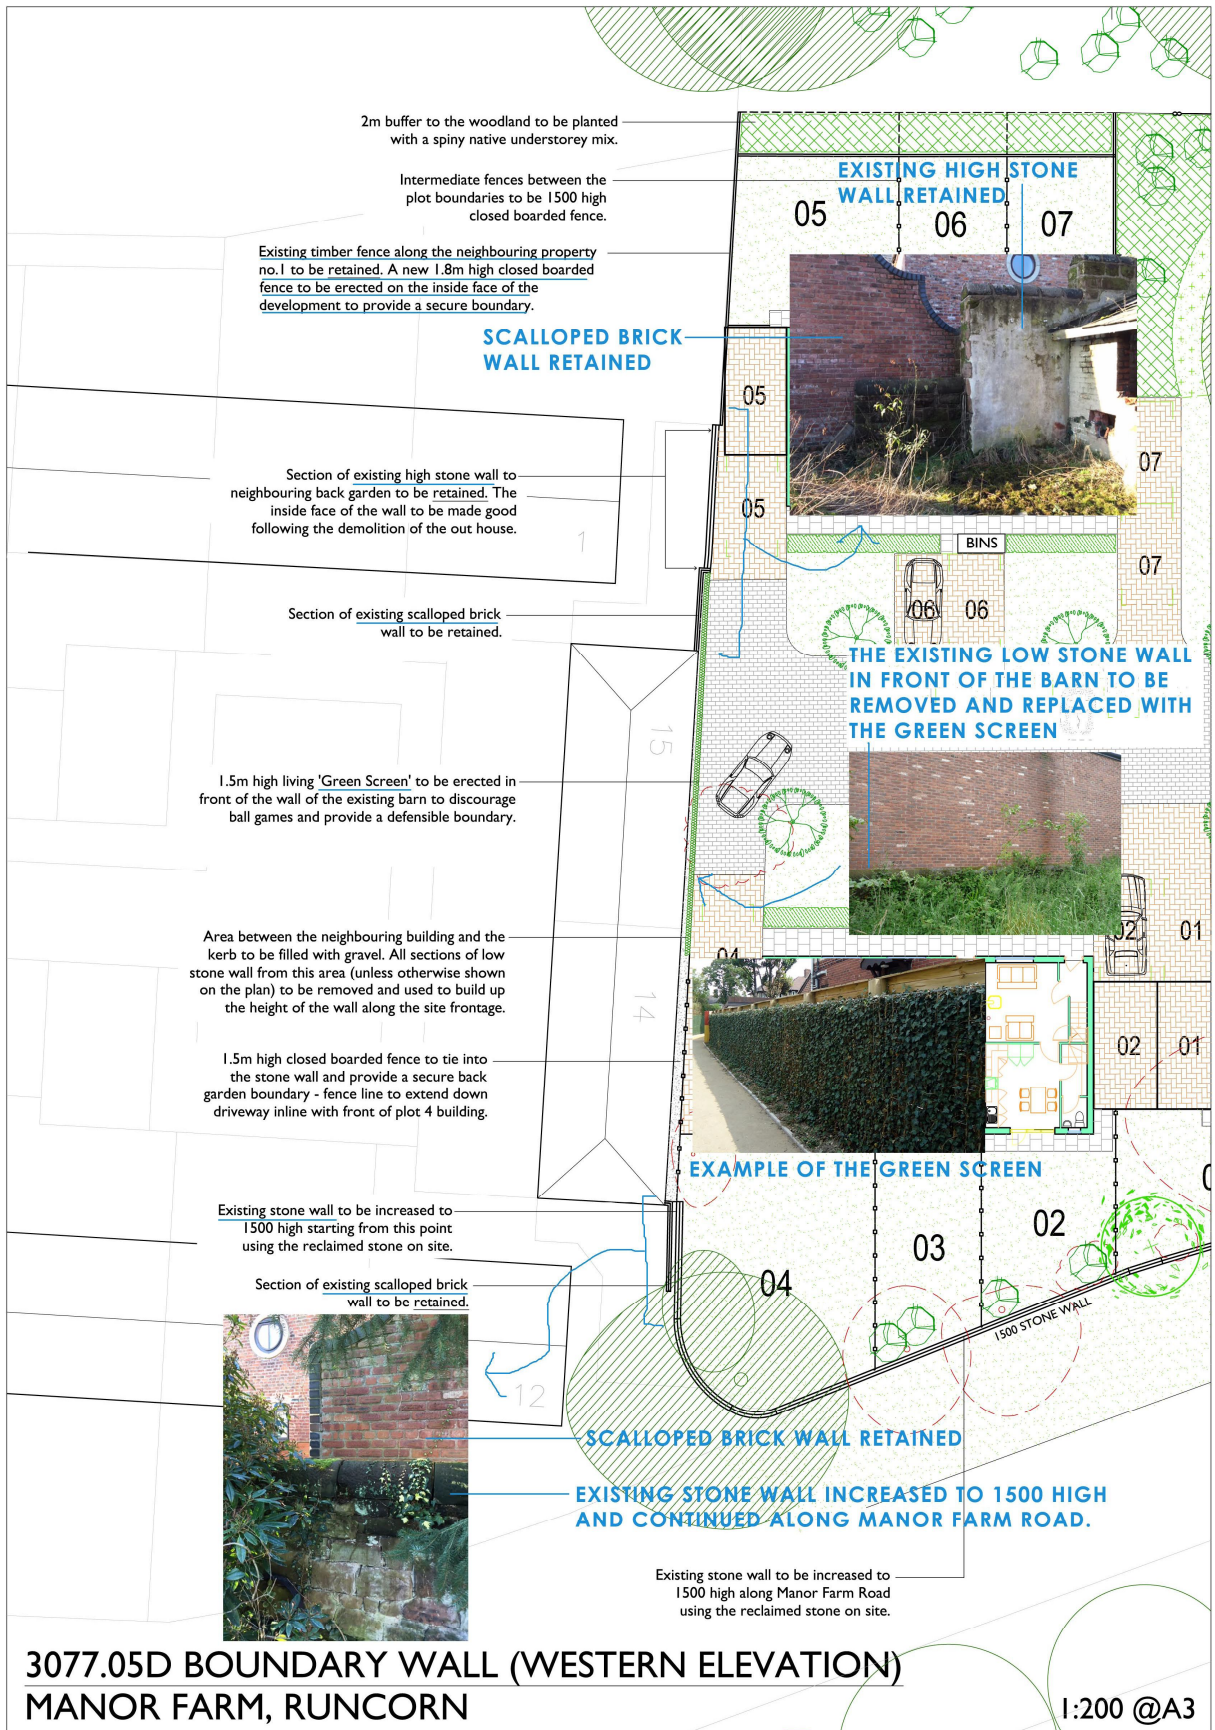 2m buffer to the woodland to be planted
with a spiny native understorey mix.
Intermediate fences between the
plot boundaries to be 1500 high
closed boarded fence.
EXISTING HIGH STONE
WALL RETAINED
05
06
07
Existing timber fence along the neighbouring property
no.1 to be retained. A new 1.8m high closed boarded
fence to be erected on the inside face of the
development to provide a secure boundary.
SCALLOPED BRICK
WALL RETAINED
05
07
Section of existing high stone wall to
neighbouring back garden to be retained. The
inside face of the wall to be made good
following the demolition of the out house.
05
1
BINS
07
06
06
Section of existing scalloped brick
wall to be retained.
THE EXISTING LOW STONE WALL
IN FRONT OF THE BARN TO BE
REMOVED AND REPLACED WITH
THE GREEN SCREEN
15
1.5m high living 'Green Screen' to be erected in
front of the wall of the existing barn to discourage
ball games and provide a defensible boundary.
Area between the neighbouring building and the
kerb to be filled with gravel. All sections of low
stone wall from this area (unless otherwise shown
on the plan) to be removed and used to build up
the height of the wall along the site frontage.
04
02
01
14
1.5m high closed boarded fence to tie into
the stone wall and provide a secure back
garden boundary - fence line to extend down
driveway inline with front of plot 4 building.
02
01
EXAMPLE OF THE GREEN SCREEN
Existing stone wall to be increased to
1500 high starting from this point
using the reclaimed stone on site.
02
03
04
Section of existing scalloped brick
wall to be retained.
1500 STONE WALL
12
SCALLOPED BRICK WALL RETAINED
EXISTING STONE WALL INCREASED TO 1500 HIGH
AND CONTINUED ALONG MANOR FARM ROAD.
Existing stone wall to be increased to
1500 high along Manor Farm Road
using the reclaimed stone on site.
3077.05D BOUNDARY WALL (WESTERN ELEVATION)
MANOR FARM, RUNCORN
1:200 @A3